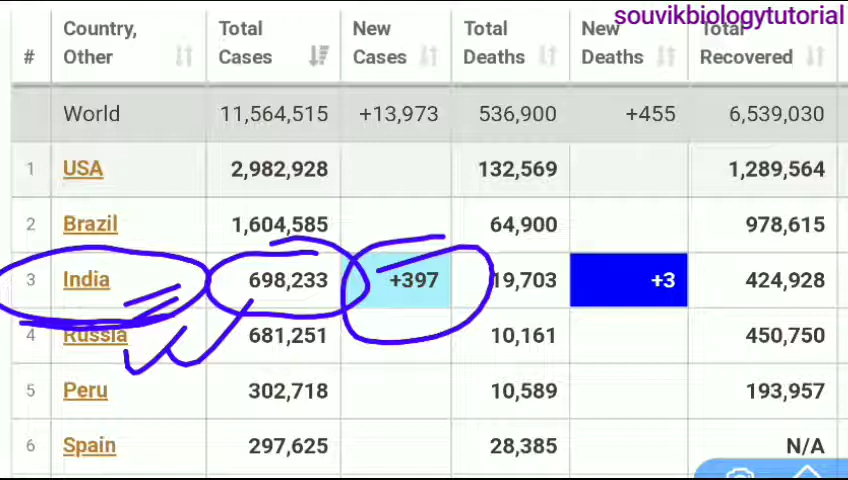 souvikbiologytutorial
# Country, Other Total Cases New Cases Total Deaths New Deaths Total Recovered
World 11,564,515 +13,973 536,900 +455 6,539,030
1 USA 2,982,928 132,569 1,289,564
2 Brazil 1,604,585 64,900 978,615
3 India 698,233 +397 19,703 +3 424,928
4 Russia 681,251 10,161 450,750
5 Peru 302,718 10,589 193,957
6 Spain 297,625 28,385 N/A